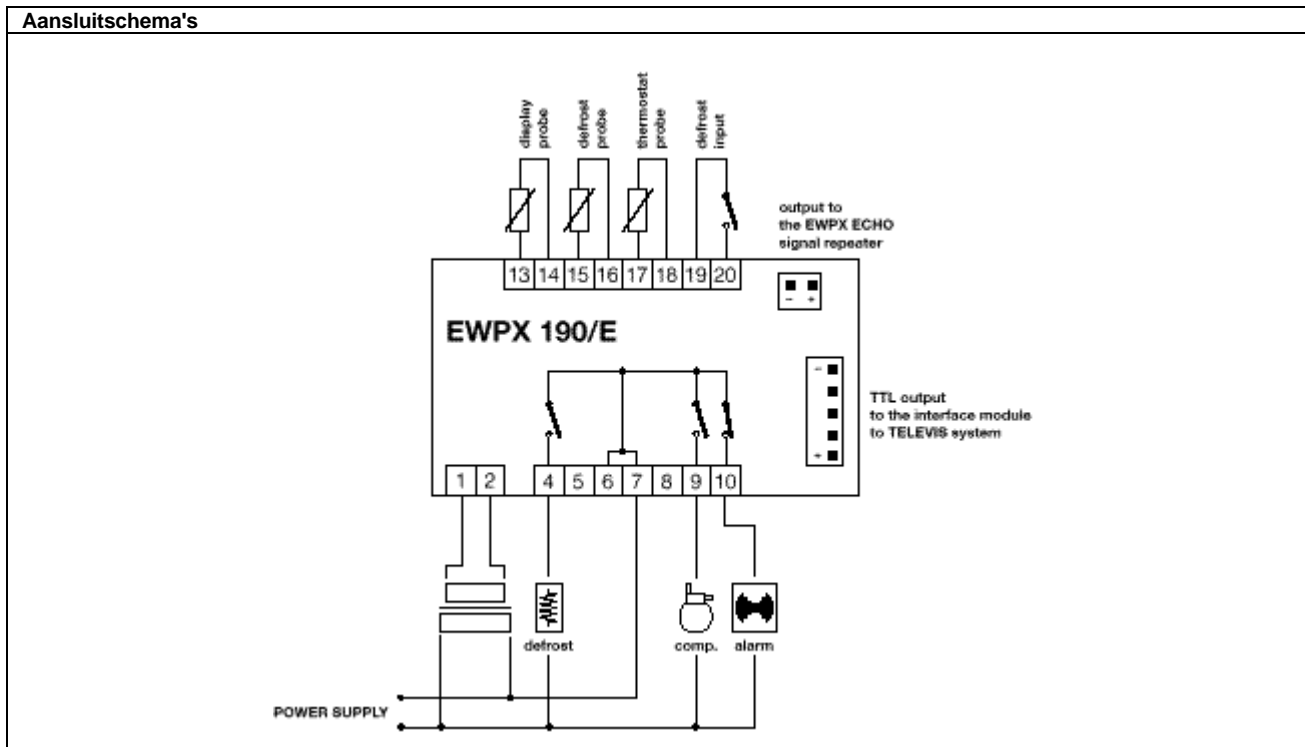 Aansluitschema's
display
probe
defrost
probe
thermostat
probe
defrost
input
output to
the EWPX ECHO
signal repeater
13 14 15 16 17 18 19 20
- +
EWPX 190/E
-
TTL output
to the interface module
to TELEVIS system
+
1 2 4 5 6 7 8 9 10
defrost
comp.
alarm
POWER SUPPLY